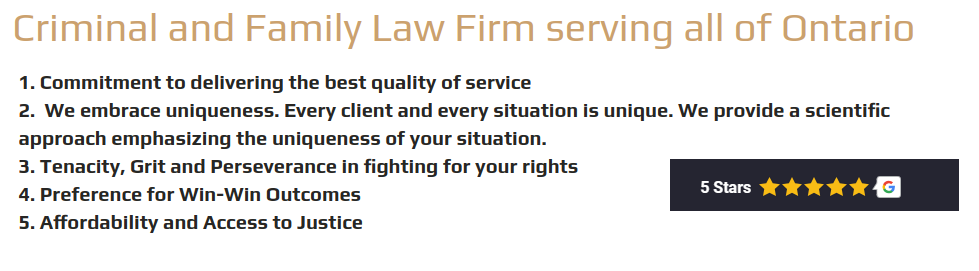 Criminal and Family Law Firm serving all of Ontario
1. Commitment to delivering the best quality of service
2.  We embrace uniqueness. Every client and every situation is unique. We provide a scientific
approach emphasizing the uniqueness of your situation.
3. Tenacity, Grit and Perseverance in fighting for your rights
5 Stars
4. Preference for Win-Win Outcomes
5. Affordability and Access to Justice